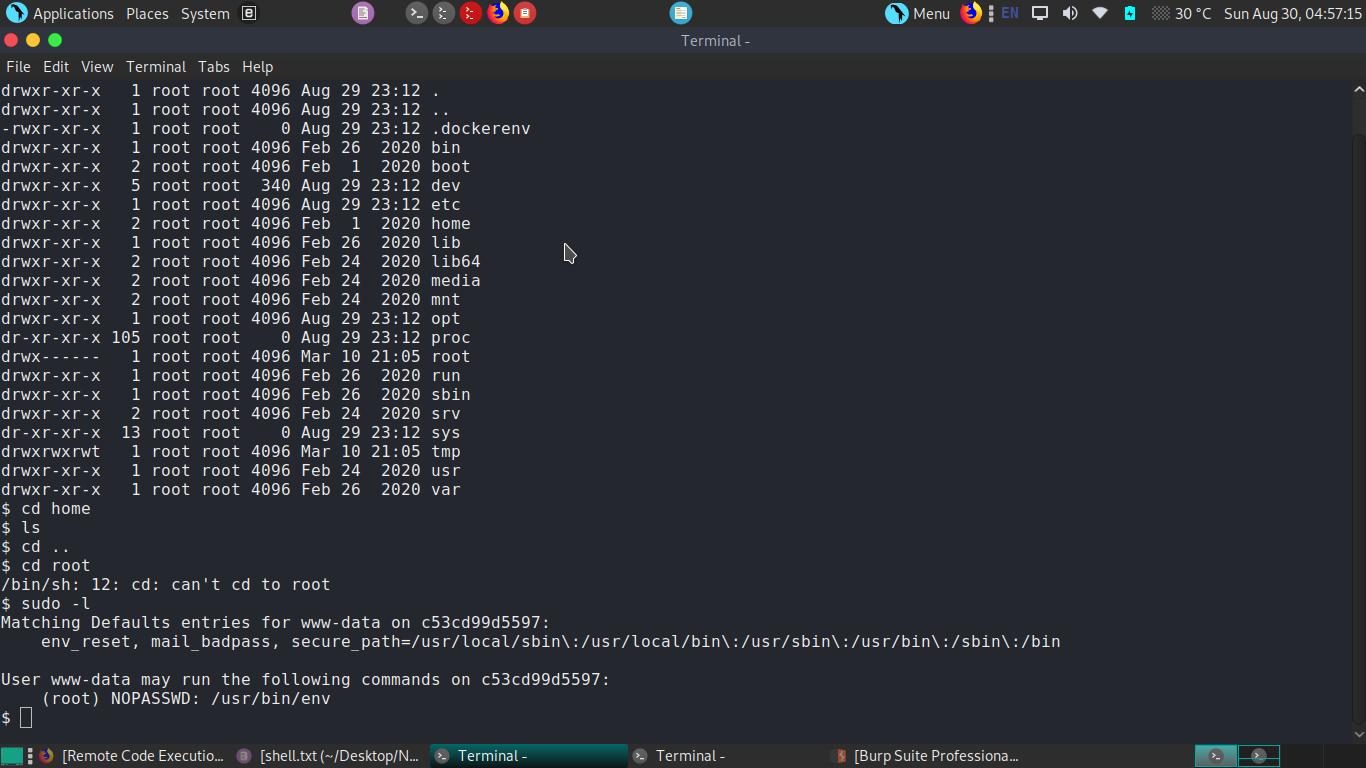 Applications Places System
Menu EN 30 °C Sun Aug 30, 04:57:15
Terminal -
File Edit View Terminal Tabs Help
drwxr-xr-x   1 root root 4096 Aug 29 23:12 .
drwxr-xr-x   1 root root 4096 Aug 29 23:12 ..
-rwxr-xr-x   1 root root    0 Aug 29 23:12 .dockerenv
drwxr-xr-x   1 root root 4096 Feb 26  2020 bin
drwxr-xr-x   2 root root 4096 Feb  1  2020 boot
drwxr-xr-x   5 root root  340 Aug 29 23:12 dev
drwxr-xr-x   1 root root 4096 Aug 29 23:12 etc
drwxr-xr-x   2 root root 4096 Feb  1  2020 home
drwxr-xr-x   1 root root 4096 Feb 26  2020 lib
drwxr-xr-x   2 root root 4096 Feb 24  2020 lib64
drwxr-xr-x   2 root root 4096 Feb 24  2020 media
drwxr-xr-x   2 root root 4096 Feb 24  2020 mnt
drwxr-xr-x   1 root root 4096 Aug 29 23:12 opt
dr-xr-xr-x 105 root root    0 Aug 29 23:12 proc
drwx------   1 root root 4096 Mar 10 21:05 root
drwxr-xr-x   1 root root 4096 Feb 26  2020 run
drwxr-xr-x   1 root root 4096 Feb 26  2020 sbin
drwxr-xr-x   2 root root 4096 Feb 24  2020 srv
dr-xr-xr-x  13 root root    0 Aug 29 23:12 sys
drwxrwxrwt   1 root root 4096 Mar 10 21:05 tmp
drwxr-xr-x   1 root root 4096 Feb 24  2020 usr
drwxr-xr-x   1 root root 4096 Feb 26  2020 var
$ cd home
$ ls
$ cd ..
$ cd root
/bin/sh: 12: cd: can't cd to root
$ sudo -l
Matching Defaults entries for www-data on c53cd99d5597:
    env_reset, mail_badpass, secure_path=/usr/local/sbin\:/usr/local/bin\:/usr/sbin\:/usr/bin\:/sbin\:/bin
User www-data may run the following commands on c53cd99d5597:
    (root) NOPASSWD: /usr/bin/env
$
[Remote Code Executio... [shell.txt (~/Desktop/N... Terminal - Terminal - [Burp Suite Professiona...